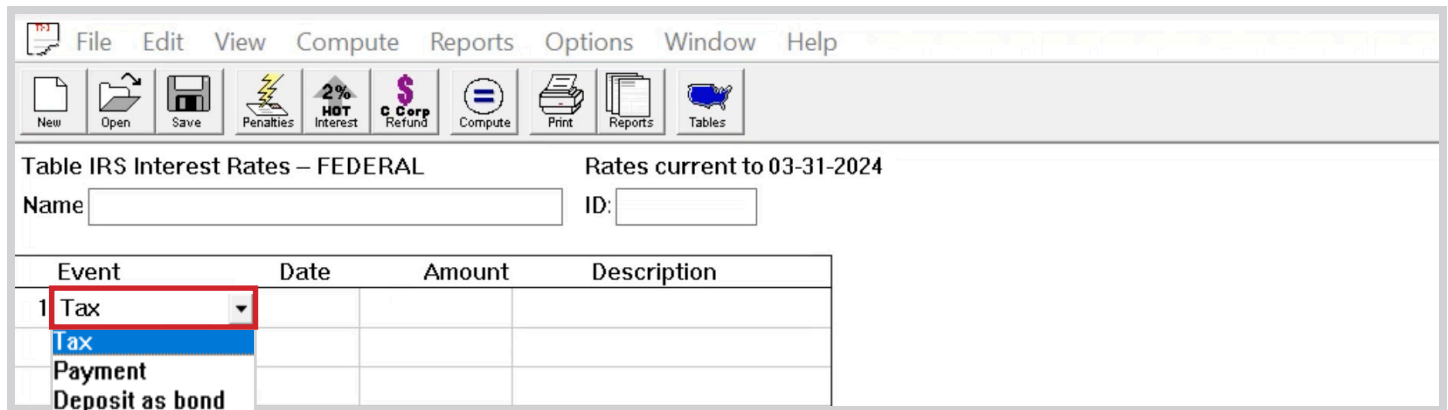 File Edit View Compute Reports Options Window Help
2% HOT $ C Corp
New Open Save Penalties Interest Refund Compute Print Reports Tables
Table IRS Interest Rates – FEDERAL Rates current to 03-31-2024
Name ID:
Event Date Amount Description
1 Tax
Tax
Payment
Deposit as bond